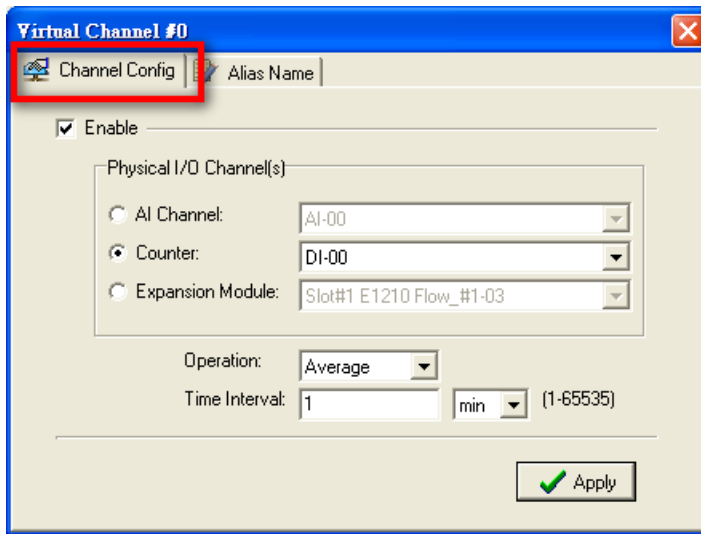 Virtual Channel #0
Channel Config Alias Name
Enable
Physical I/O Channel(s)
AI Channel: AI-00
Counter: DI-00
Expansion Module: Slot#1 E1210 Flow_#1-03
Operation: Average
Time Interval: 1 min (1-65535)
Apply